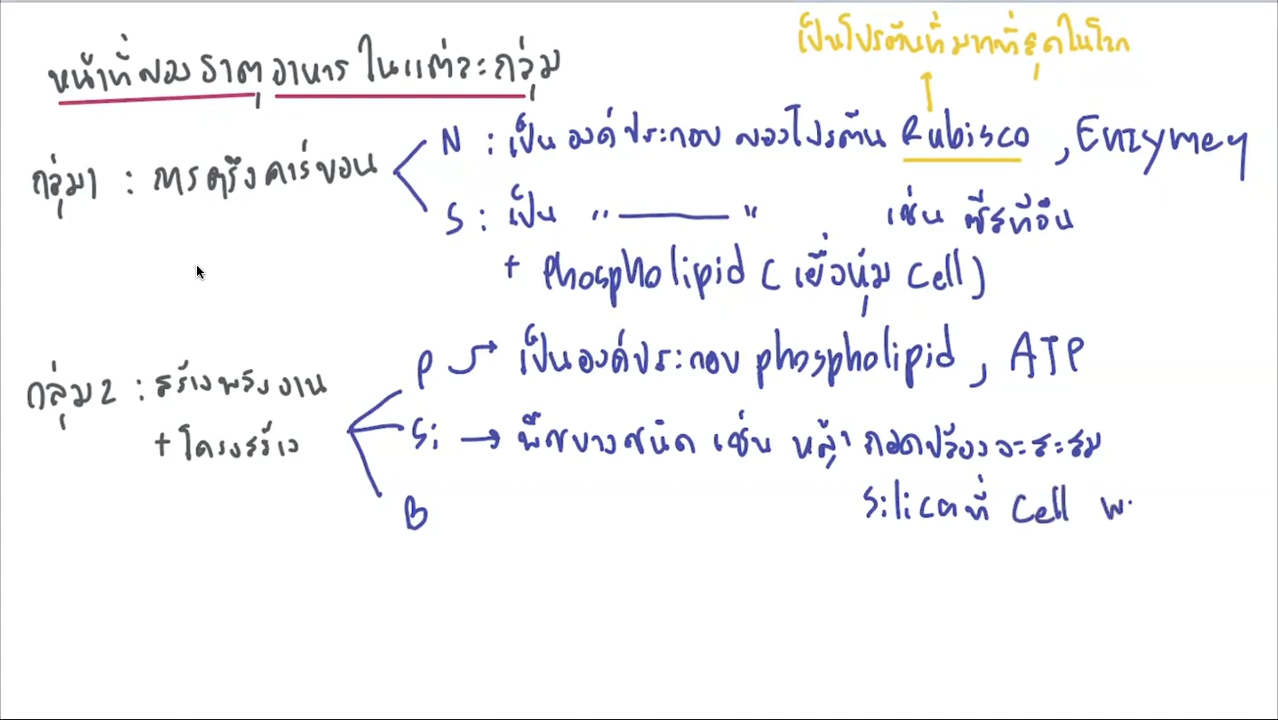 เป็นโปรตีนที่มากที่สุดในโลก
หน้าที่ของธาตุอาหารในแต่ละกลุ่ม
กลุ่ม1 : การตรึงคาร์บอน
N : เป็นองค์ประกอบของโปรตีน Rubisco , Enzyme
S : เป็น " ——— " เช่น ซีสทีอีน
+ Phospholipid ( เยื่อหุ้ม Cell )
กลุ่ม2 : สร้างพลังงาน
+ โครงสร้าง
P → เป็นองค์ประกอบ phospholipid , ATP
Si → พืชบางชนิด เช่น หญ้า ถอดปล้องจะสะสม
Silica ที่ Cell
B